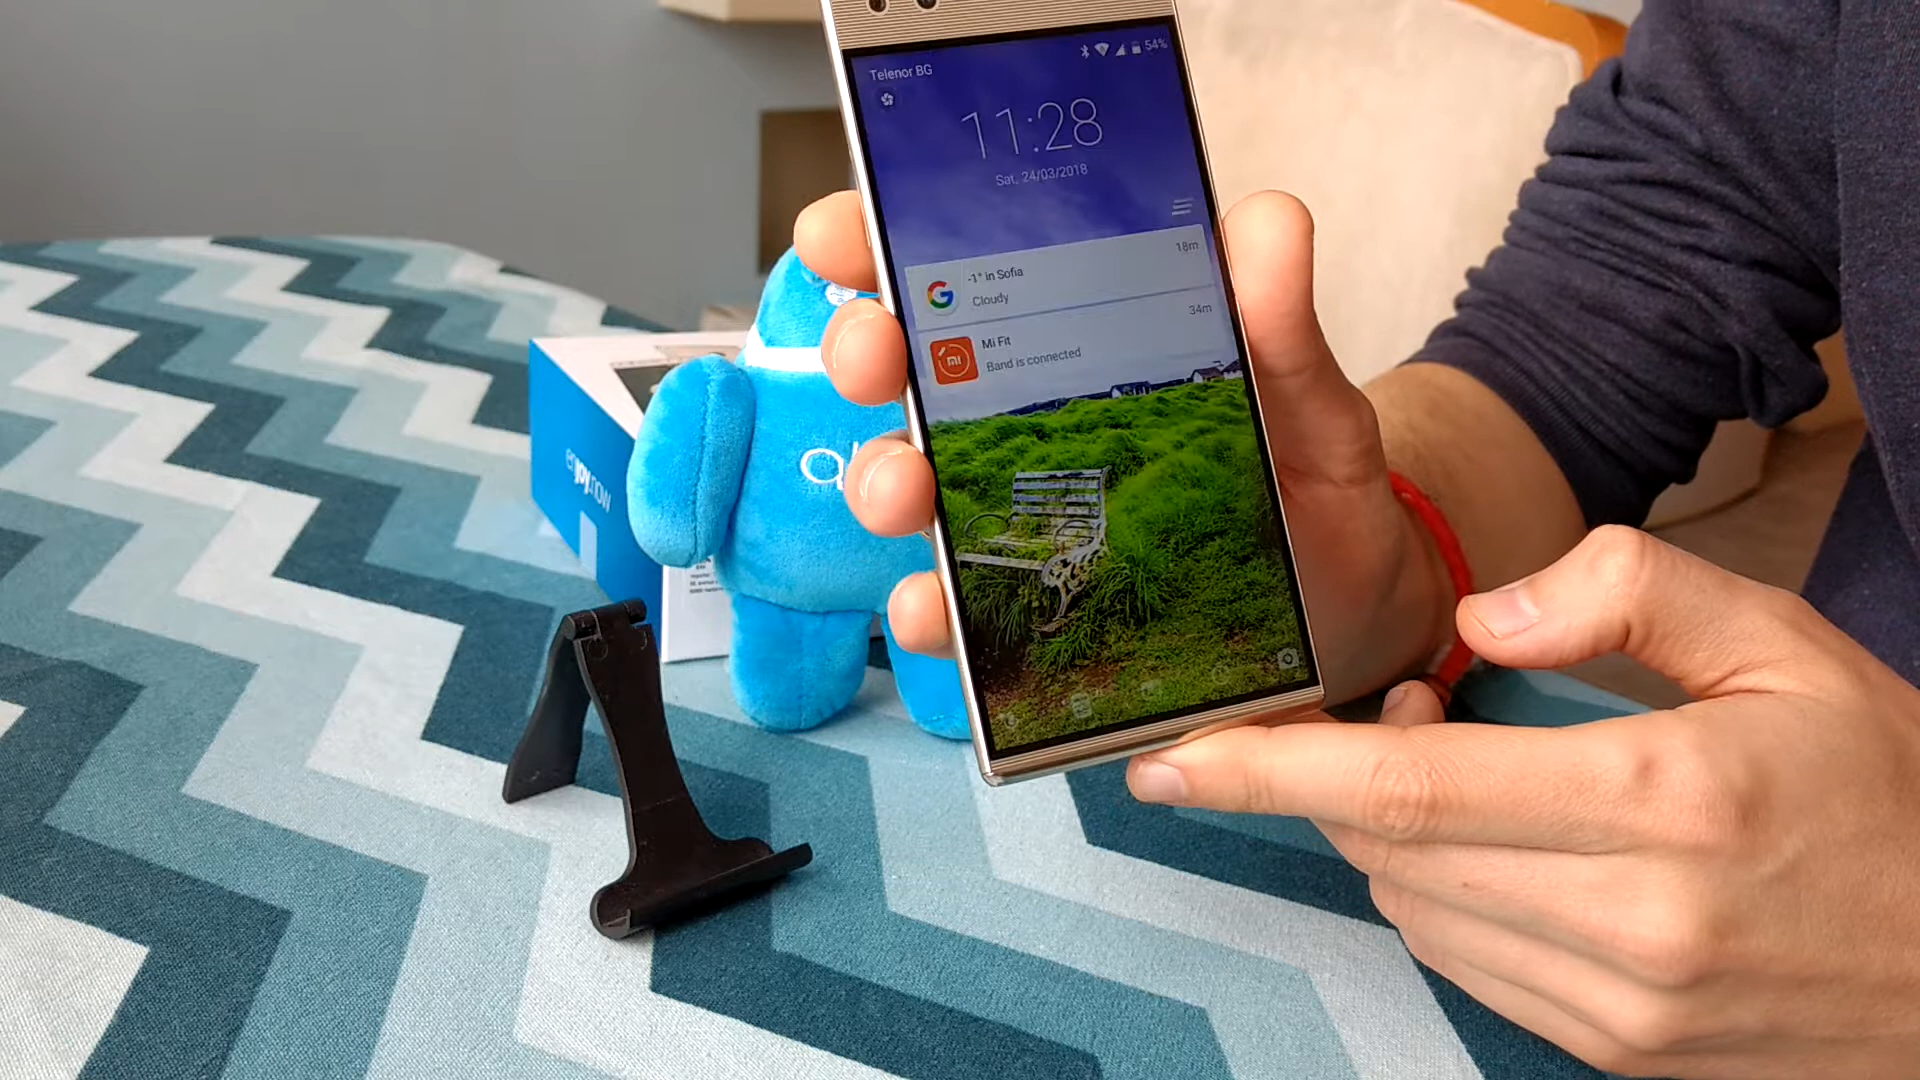 54%
Telenor BG
11:28
Sat, 24/03/2018
18m
-1° in Sofia
Cloudy
34m
Mi Fit
Band is connected
enjoy.now